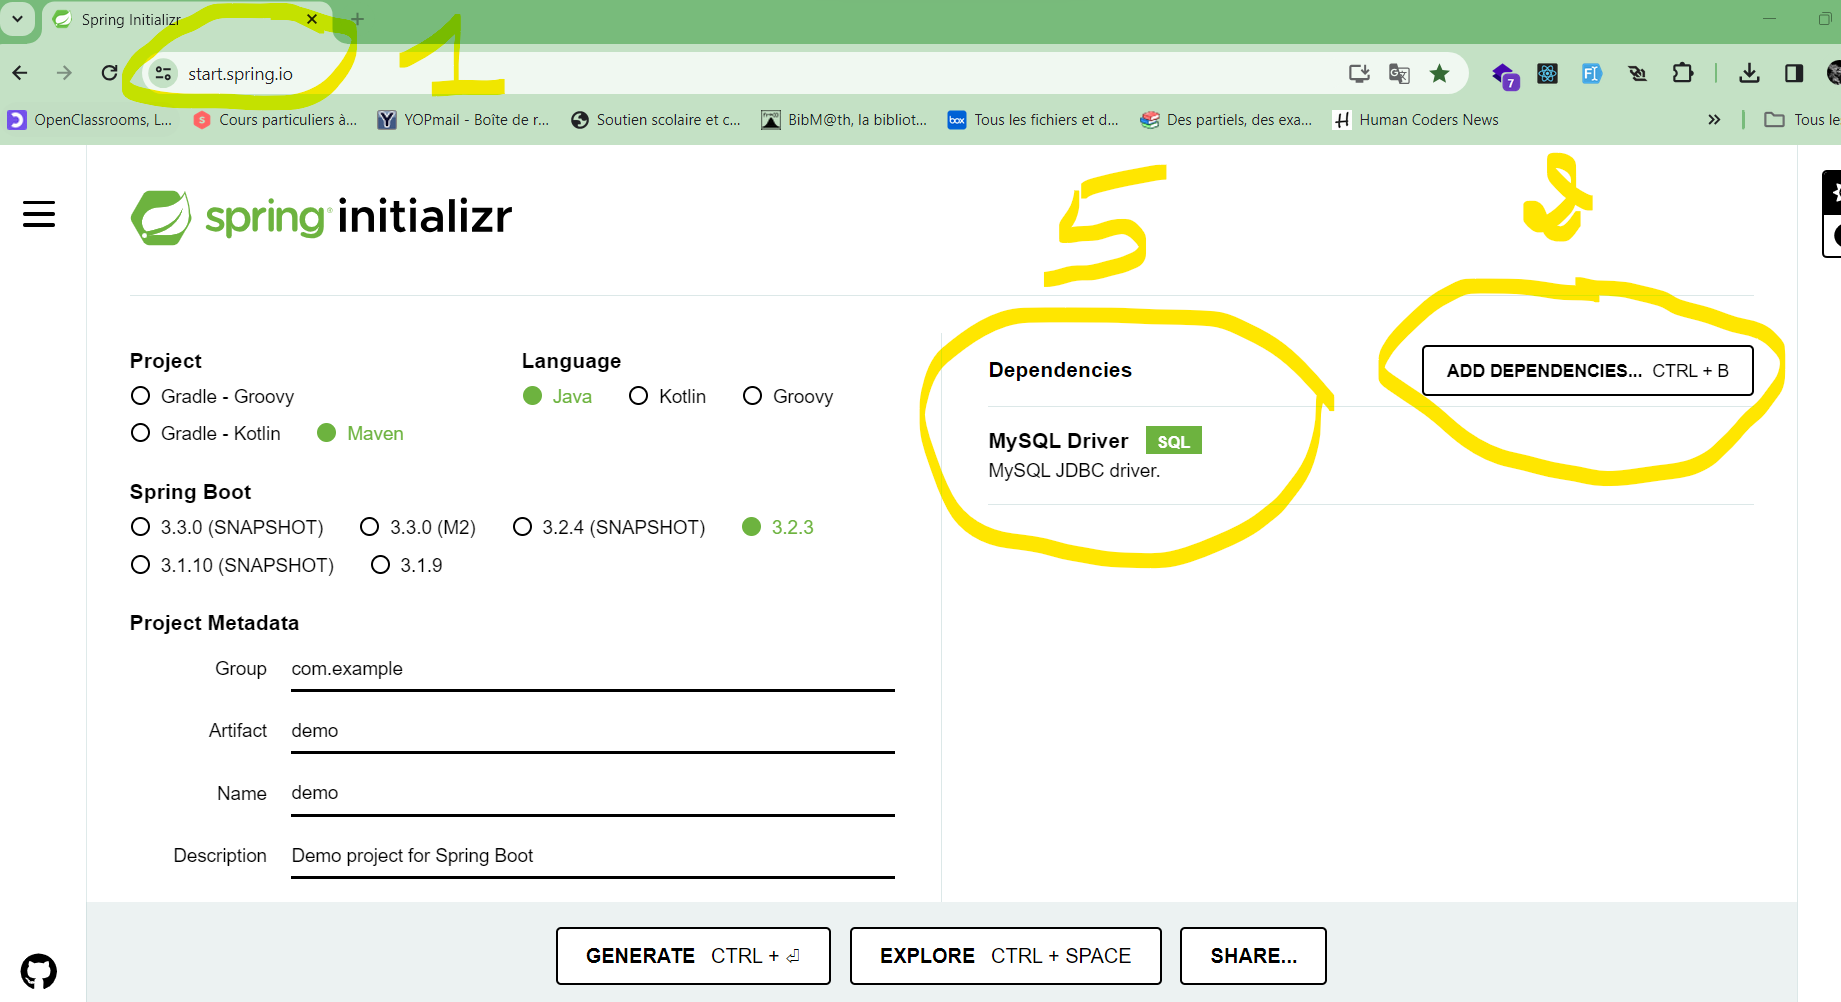 Spring Initializr
1
start.spring.io
7
OpenClassrooms, L...
Cours particuliers à...
YOPmail - Boîte de r...
Soutien scolaire et c...
BibM@th, la bibliot...
box
Tous les fichiers et d...
Des partiels, des exa...
Human Coders News
Tous le
spring initializr
5
Project
Gradle - Groovy
Gradle - Kotlin
Maven
Language
Java
Kotlin
Groovy
Spring Boot
3.3.0 (SNAPSHOT)
3.3.0 (M2)
3.2.4 (SNAPSHOT)
3.2.3
3.1.10 (SNAPSHOT)
3.1.9
Project Metadata
Group
com.example
Artifact
demo
Name
demo
Description
Demo project for Spring Boot
Dependencies
ADD DEPENDENCIES... CTRL + B
MySQL Driver SQL
MySQL JDBC driver.
GENERATE CTRL + ⏎
EXPLORE CTRL + SPACE
SHARE...